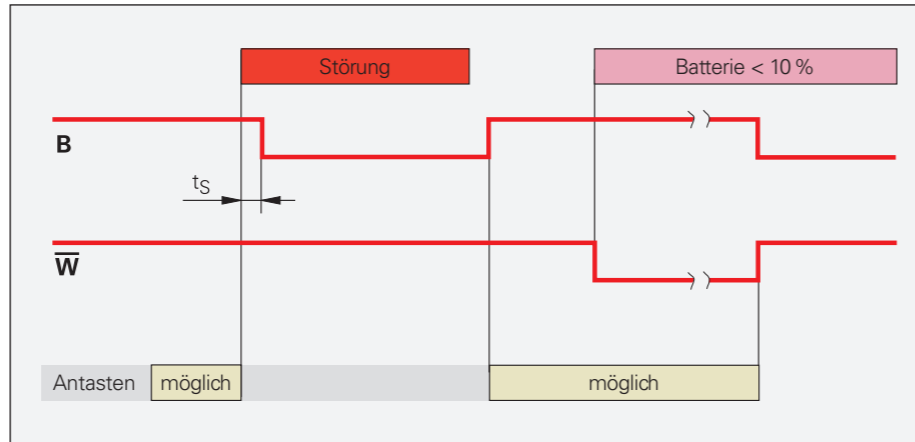 Störung
Batterie < 10 %
B
tS
W̅
Antasten
möglich
möglich